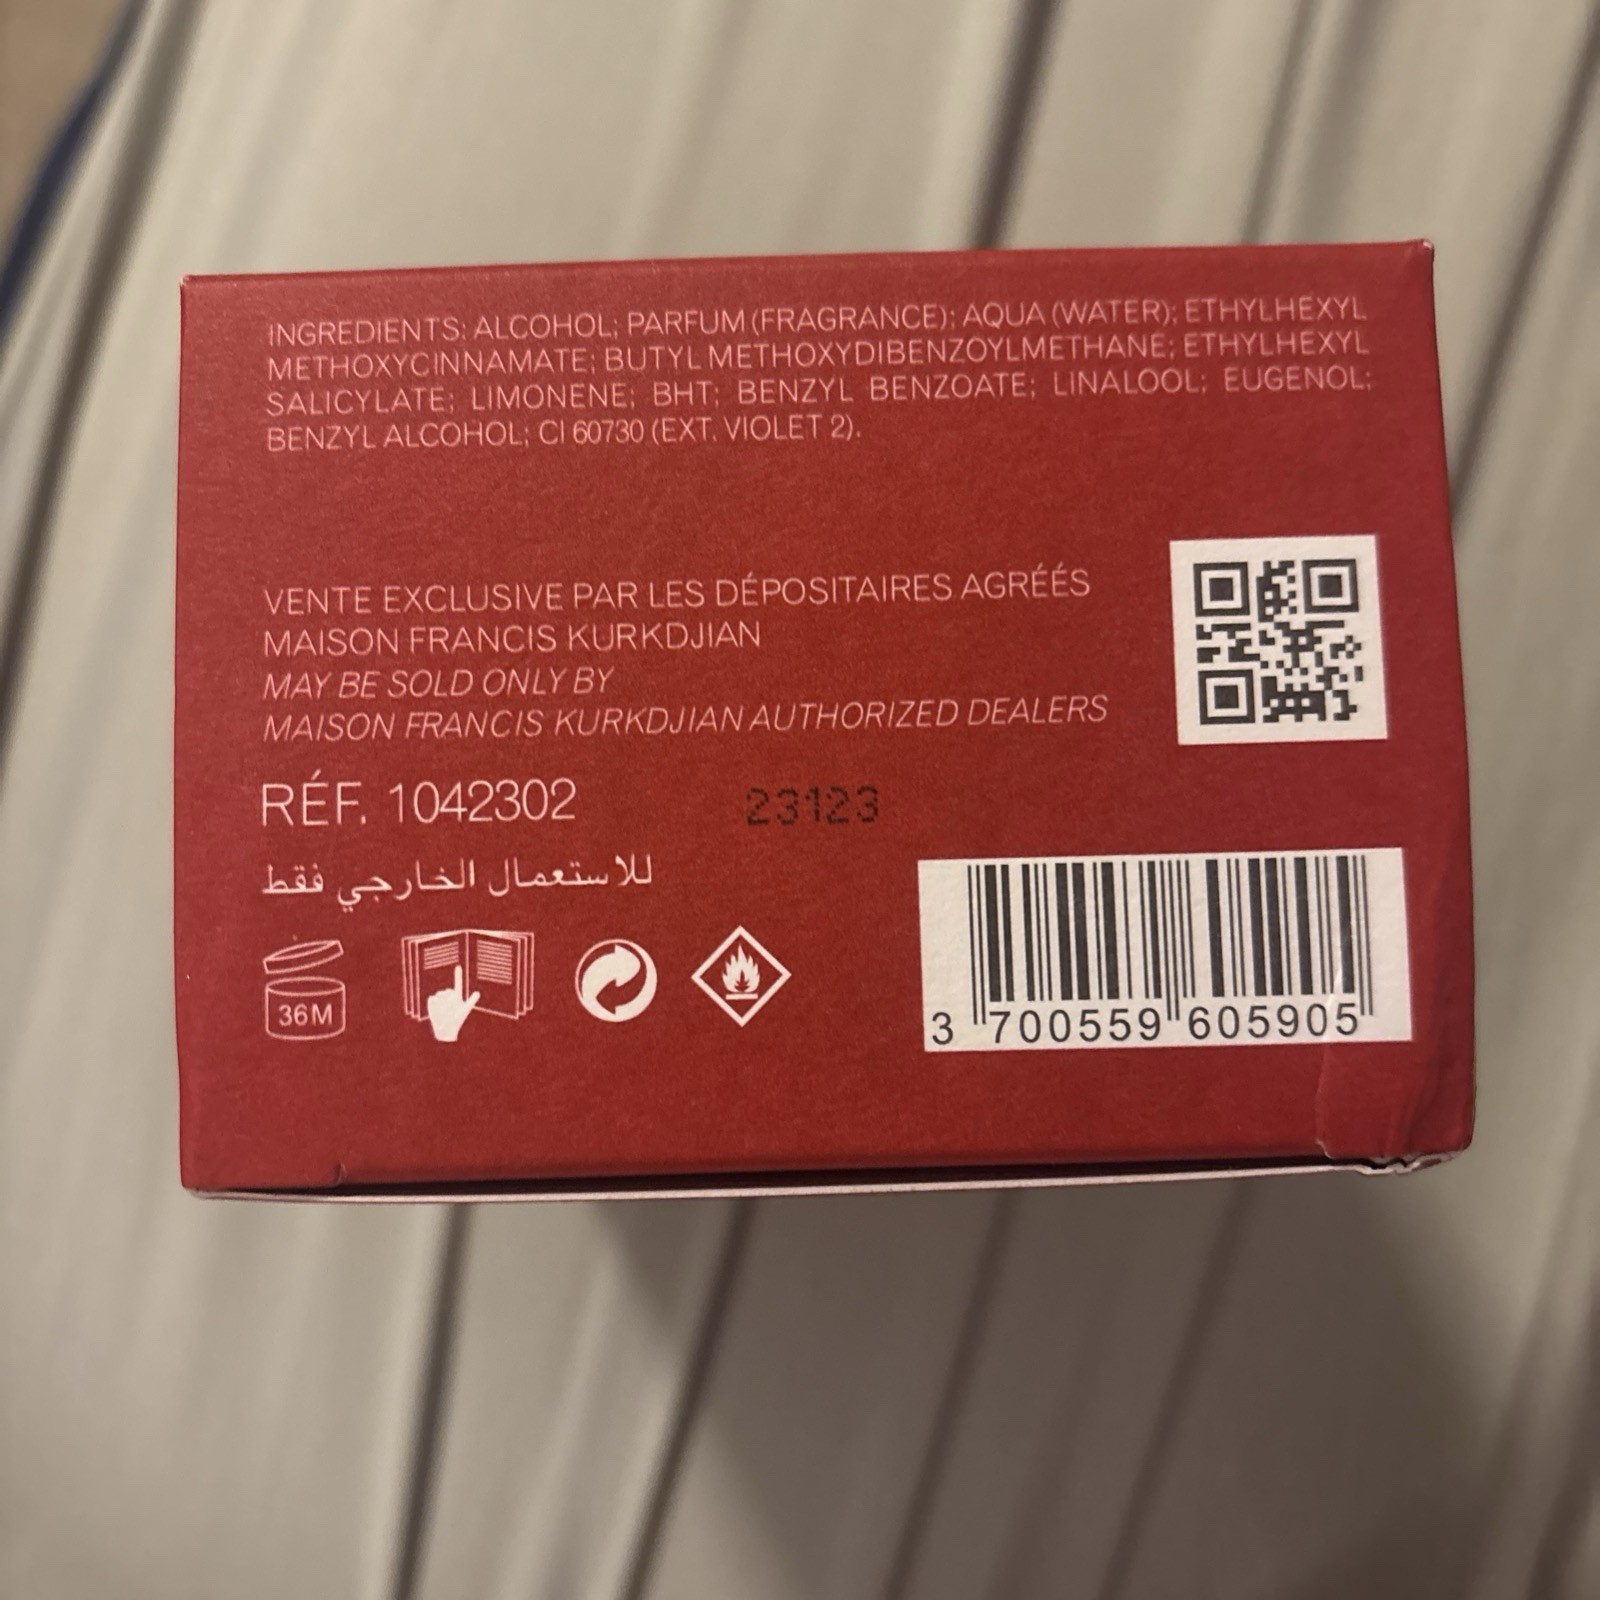 INGREDIENTS: ALCOHOL; PARFUM (FRAGRANCE); AQUA (WATER); ETHYLHEXYL
METHOXYCINNAMATE; BUTYL METHOXYDIBENZOYLMETHANE; ETHYLHEXYL
SALICYLATE; LIMONENE; BHT; BENZYL BENZOATE; LINALOOL; EUGENOL;
BENZYL ALCOHOL; CI 60730 (EXT. VIOLET 2).
VENTE EXCLUSIVE PAR LES DÉPOSITAIRES AGRÉÉS
MAISON FRANCIS KURKDJIAN
MAY BE SOLD ONLY BY
MAISON FRANCIS KURKDJIAN AUTHORIZED DEALERS
RÉF. 1042302
23123
للاستعمال الخارجي فقط
36M
3 700559 605905